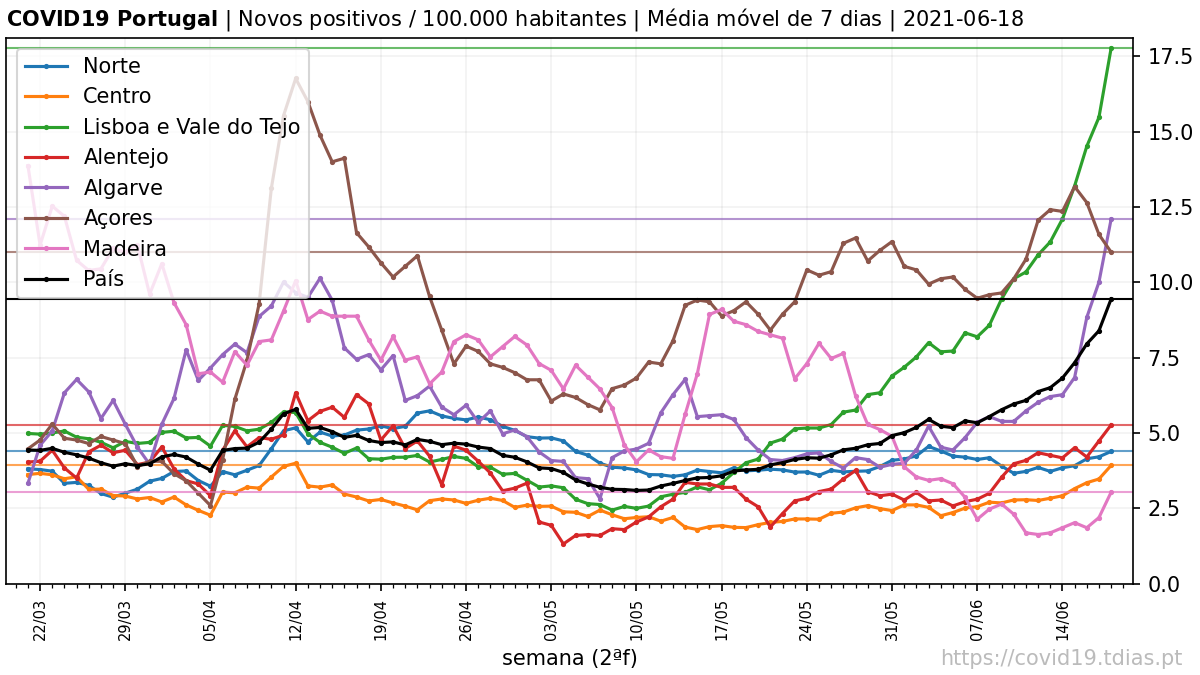 COVID19 Portugal | Novos positivos / 100.000 habitantes | Média móvel de 7 dias | 2021-06-18
Norte
Centro
Lisboa e Vale do Tejo
Alentejo
Algarve
Açores
Madeira
País
17.5
15.0
12.5
10.0
7.5
5.0
2.5
0.0
22/03
29/03
05/04
12/04
19/04
26/04
03/05
10/05
17/05
24/05
31/05
07/06
14/06
semana (2ªf)
https://covid19.tdias.pt